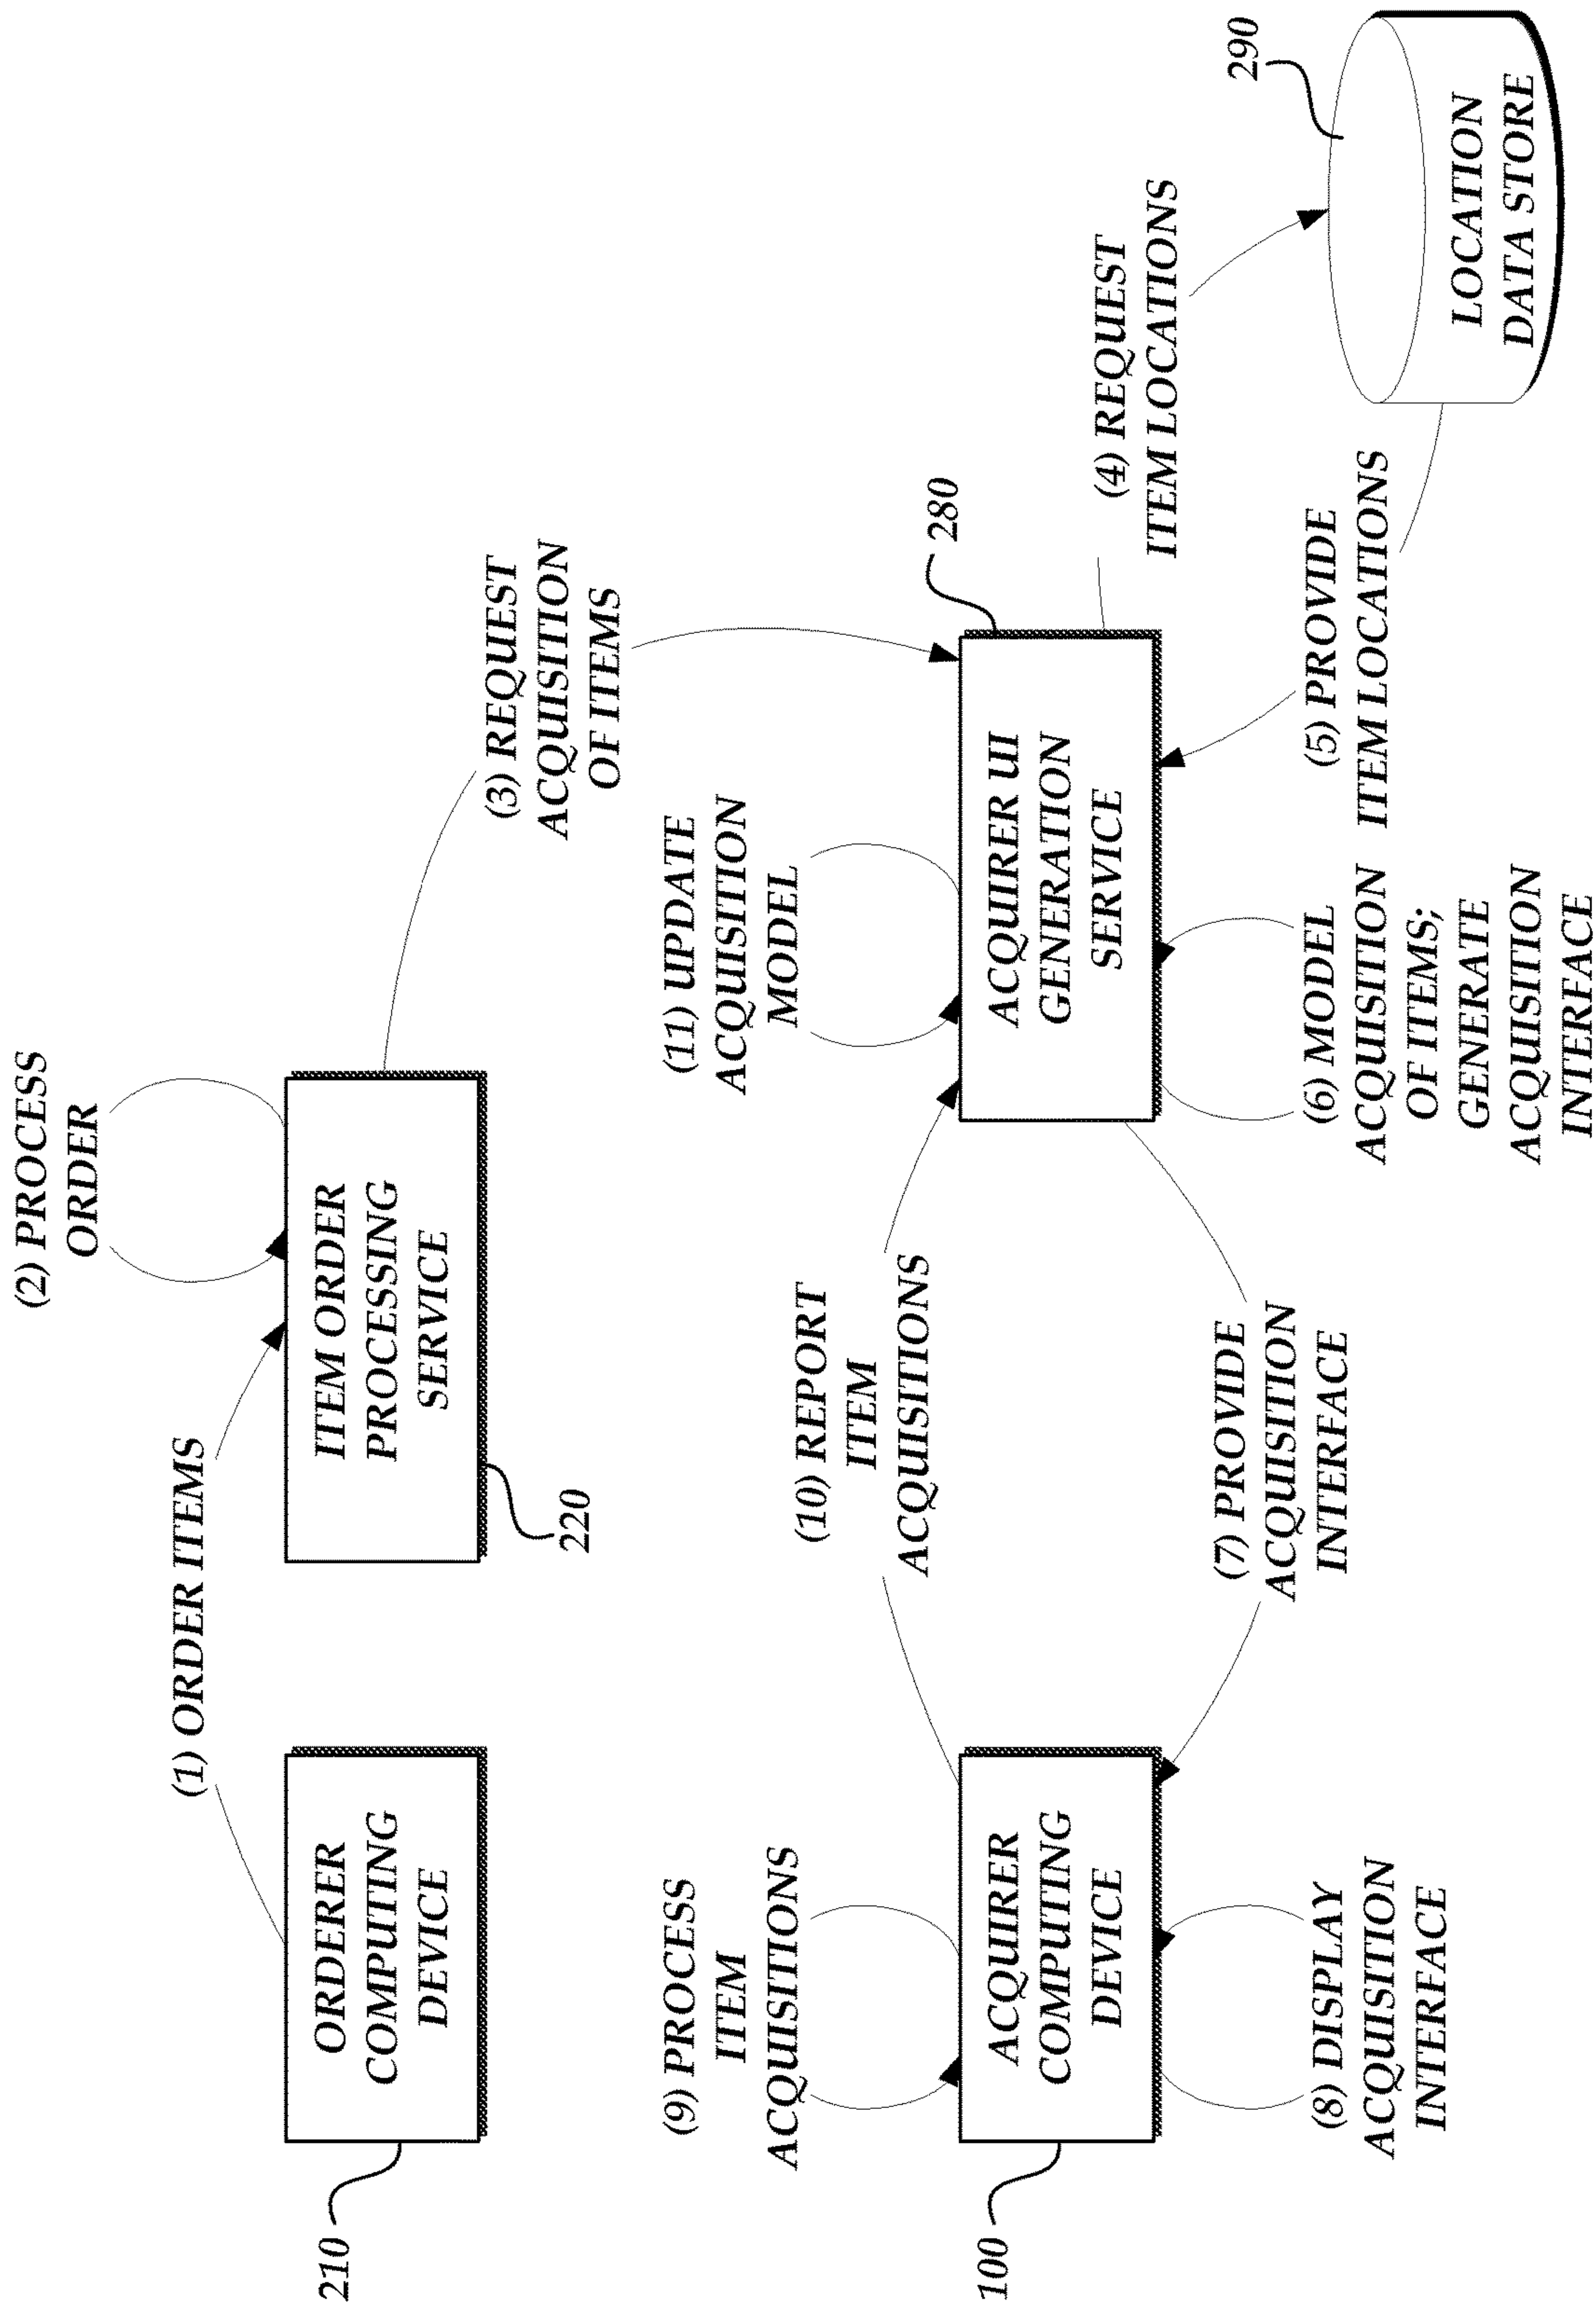 (2) PROCESS
ORDER
(1) ORDER ITEMS
ORDERER
COMPUTING
DEVICE
210
ITEM ORDER
PROCESSING
SERVICE
220
(3) REQUEST
ACQUISITION
OF ITEMS
(9) PROCESS
ITEM
ACQUISITIONS
(10) REPORT
ITEM
ACQUISITIONS
(11) UPDATE
ACQUISITION
MODEL
280
ACQUIRER
COMPUTING
DEVICE
100
ACQUIRER UI
GENERATION
SERVICE
(4) REQUEST
ITEM LOCATIONS
290
(8) DISPLAY
ACQUISITION
INTERFACE
(7) PROVIDE
ACQUISITION
INTERFACE
(6) MODEL
ACQUISITION
OF ITEMS;
GENERATE
ACQUISITION
INTERFACE
(5) PROVIDE
ITEM LOCATIONS
LOCATION
DATA STORE